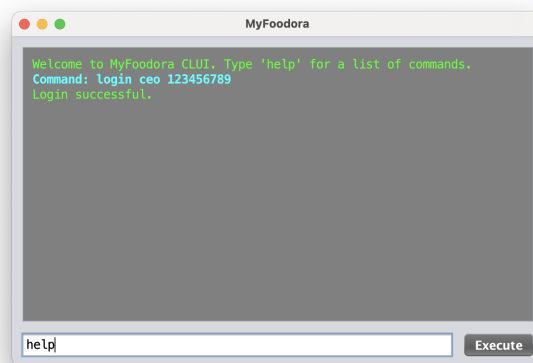 MyFoodora
Welcome to MyFoodora CLUI. Type 'help' for a list of commands.
Command: login ceo 123456789
Login successful.
help
Execute